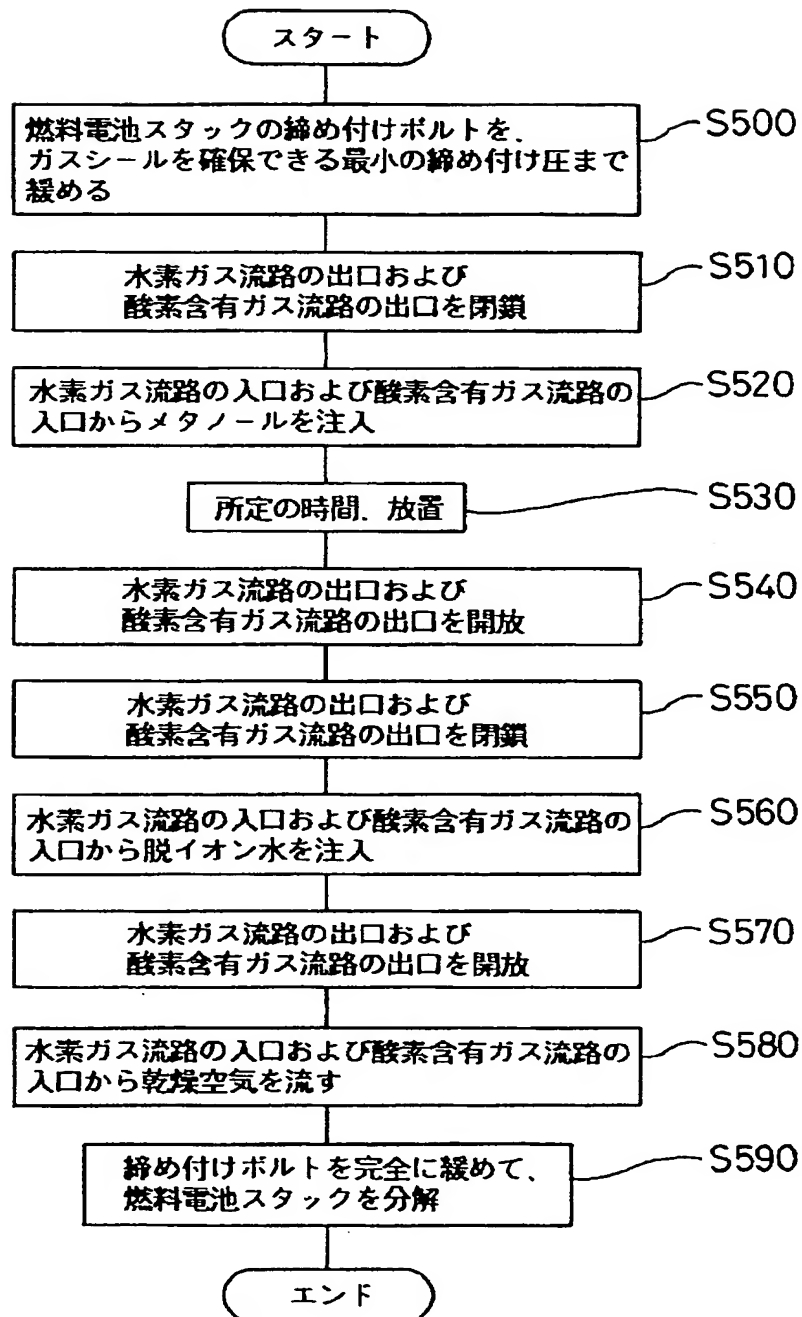 スタート
燃料電池スタックの締め付けボルトを、
ガスシールを確保できる最小の締め付け圧まで
緩める
S500
水素ガス流路の出口および
酸素含有ガス流路の出口を閉鎖
S510
水素ガス流路の入口および酸素含有ガス流路の
入口からメタノールを注入
S520
所定の時間、放置
S530
水素ガス流路の出口および
酸素含有ガス流路の出口を開放
S540
水素ガス流路の出口および
酸素含有ガス流路の出口を閉鎖
S550
水素ガス流路の入口および酸素含有ガス流路の
入口から脱イオン水を注入
S560
水素ガス流路の出口および
酸素含有ガス流路の出口を開放
S570
水素ガス流路の入口および酸素含有ガス流路の
入口から乾燥空気を流す
S580
締め付けボルトを完全に緩めて、
燃料電池スタックを分解
S590
エンド